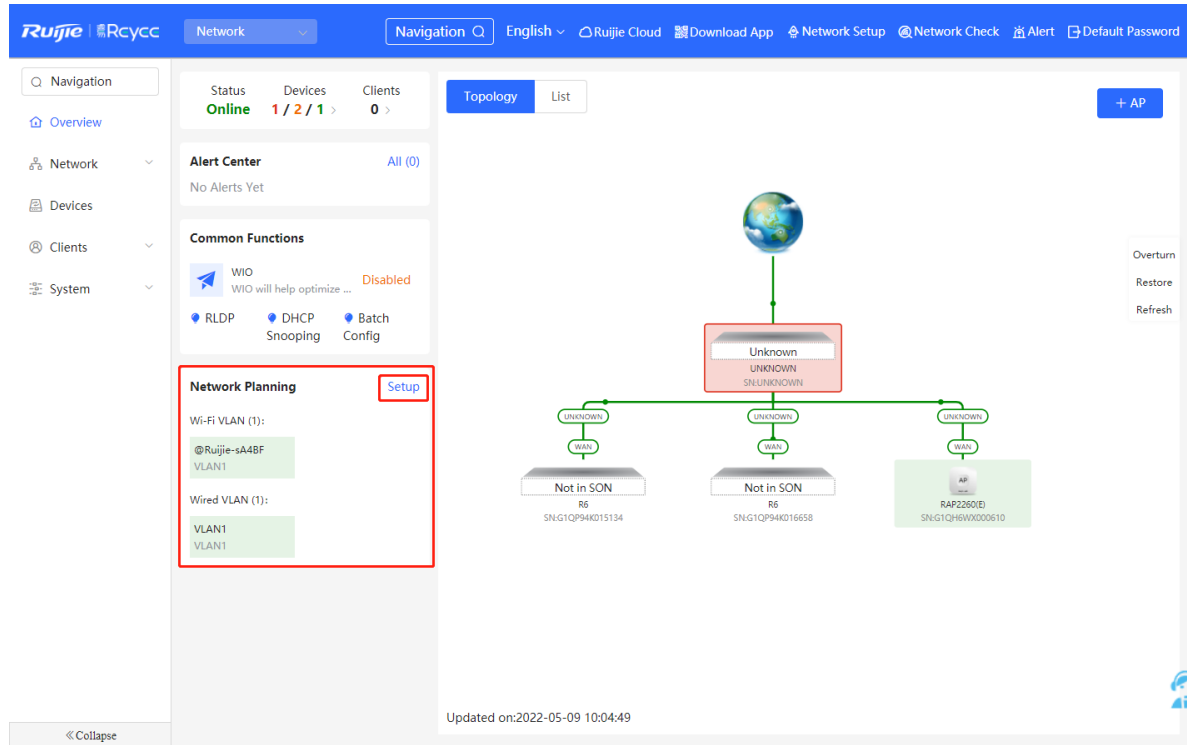 Ruijie | Rcycc
Network
Navigation
English
Ruijie Cloud
Download App
Network Setup
Network Check
Alert
Default Password
Navigation
Overview
Network
Devices
Clients
System
«Collapse
Status Devices Clients
Online 1 / 2 / 1 > 0 >
Alert Center All (0)
No Alerts Yet
Common Functions
WIO
WIO will help optimize ...
Disabled
RLDP
DHCP
Snooping
Batch
Config
Network Planning Setup
Wi-Fi VLAN (1):
@Ruijie-sA4BF
VLAN1
Wired VLAN (1):
VLAN1
VLAN1
Topology List
+ AP
Overturn
Restore
Refresh
Unknown
UNKNOWN
SN:UNKNOWN
UNKNOWN UNKNOWN UNKNOWN
WAN WAN WAN
Not in SON
R6
SN:G1QP94K015134
Not in SON
R6
SN:G1QP94K016658
AP
RAP2260(E)
SN:G1QH6WX000610
Updated on:2022-05-09 10:04:49